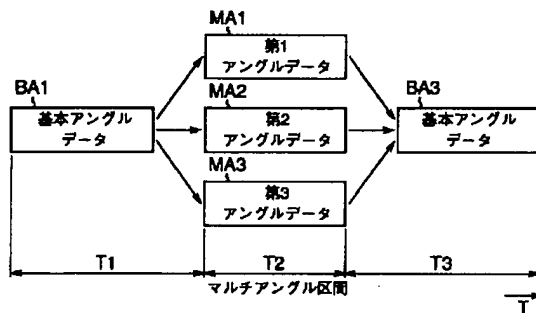 MA1
第1
アングルデータ
BA1
基本アングル
データ
MA2
第2
アングルデータ
BA3
基本アングル
データ
MA3
第3
アングルデータ
T1
T2
T3
マルチアングル区間
T